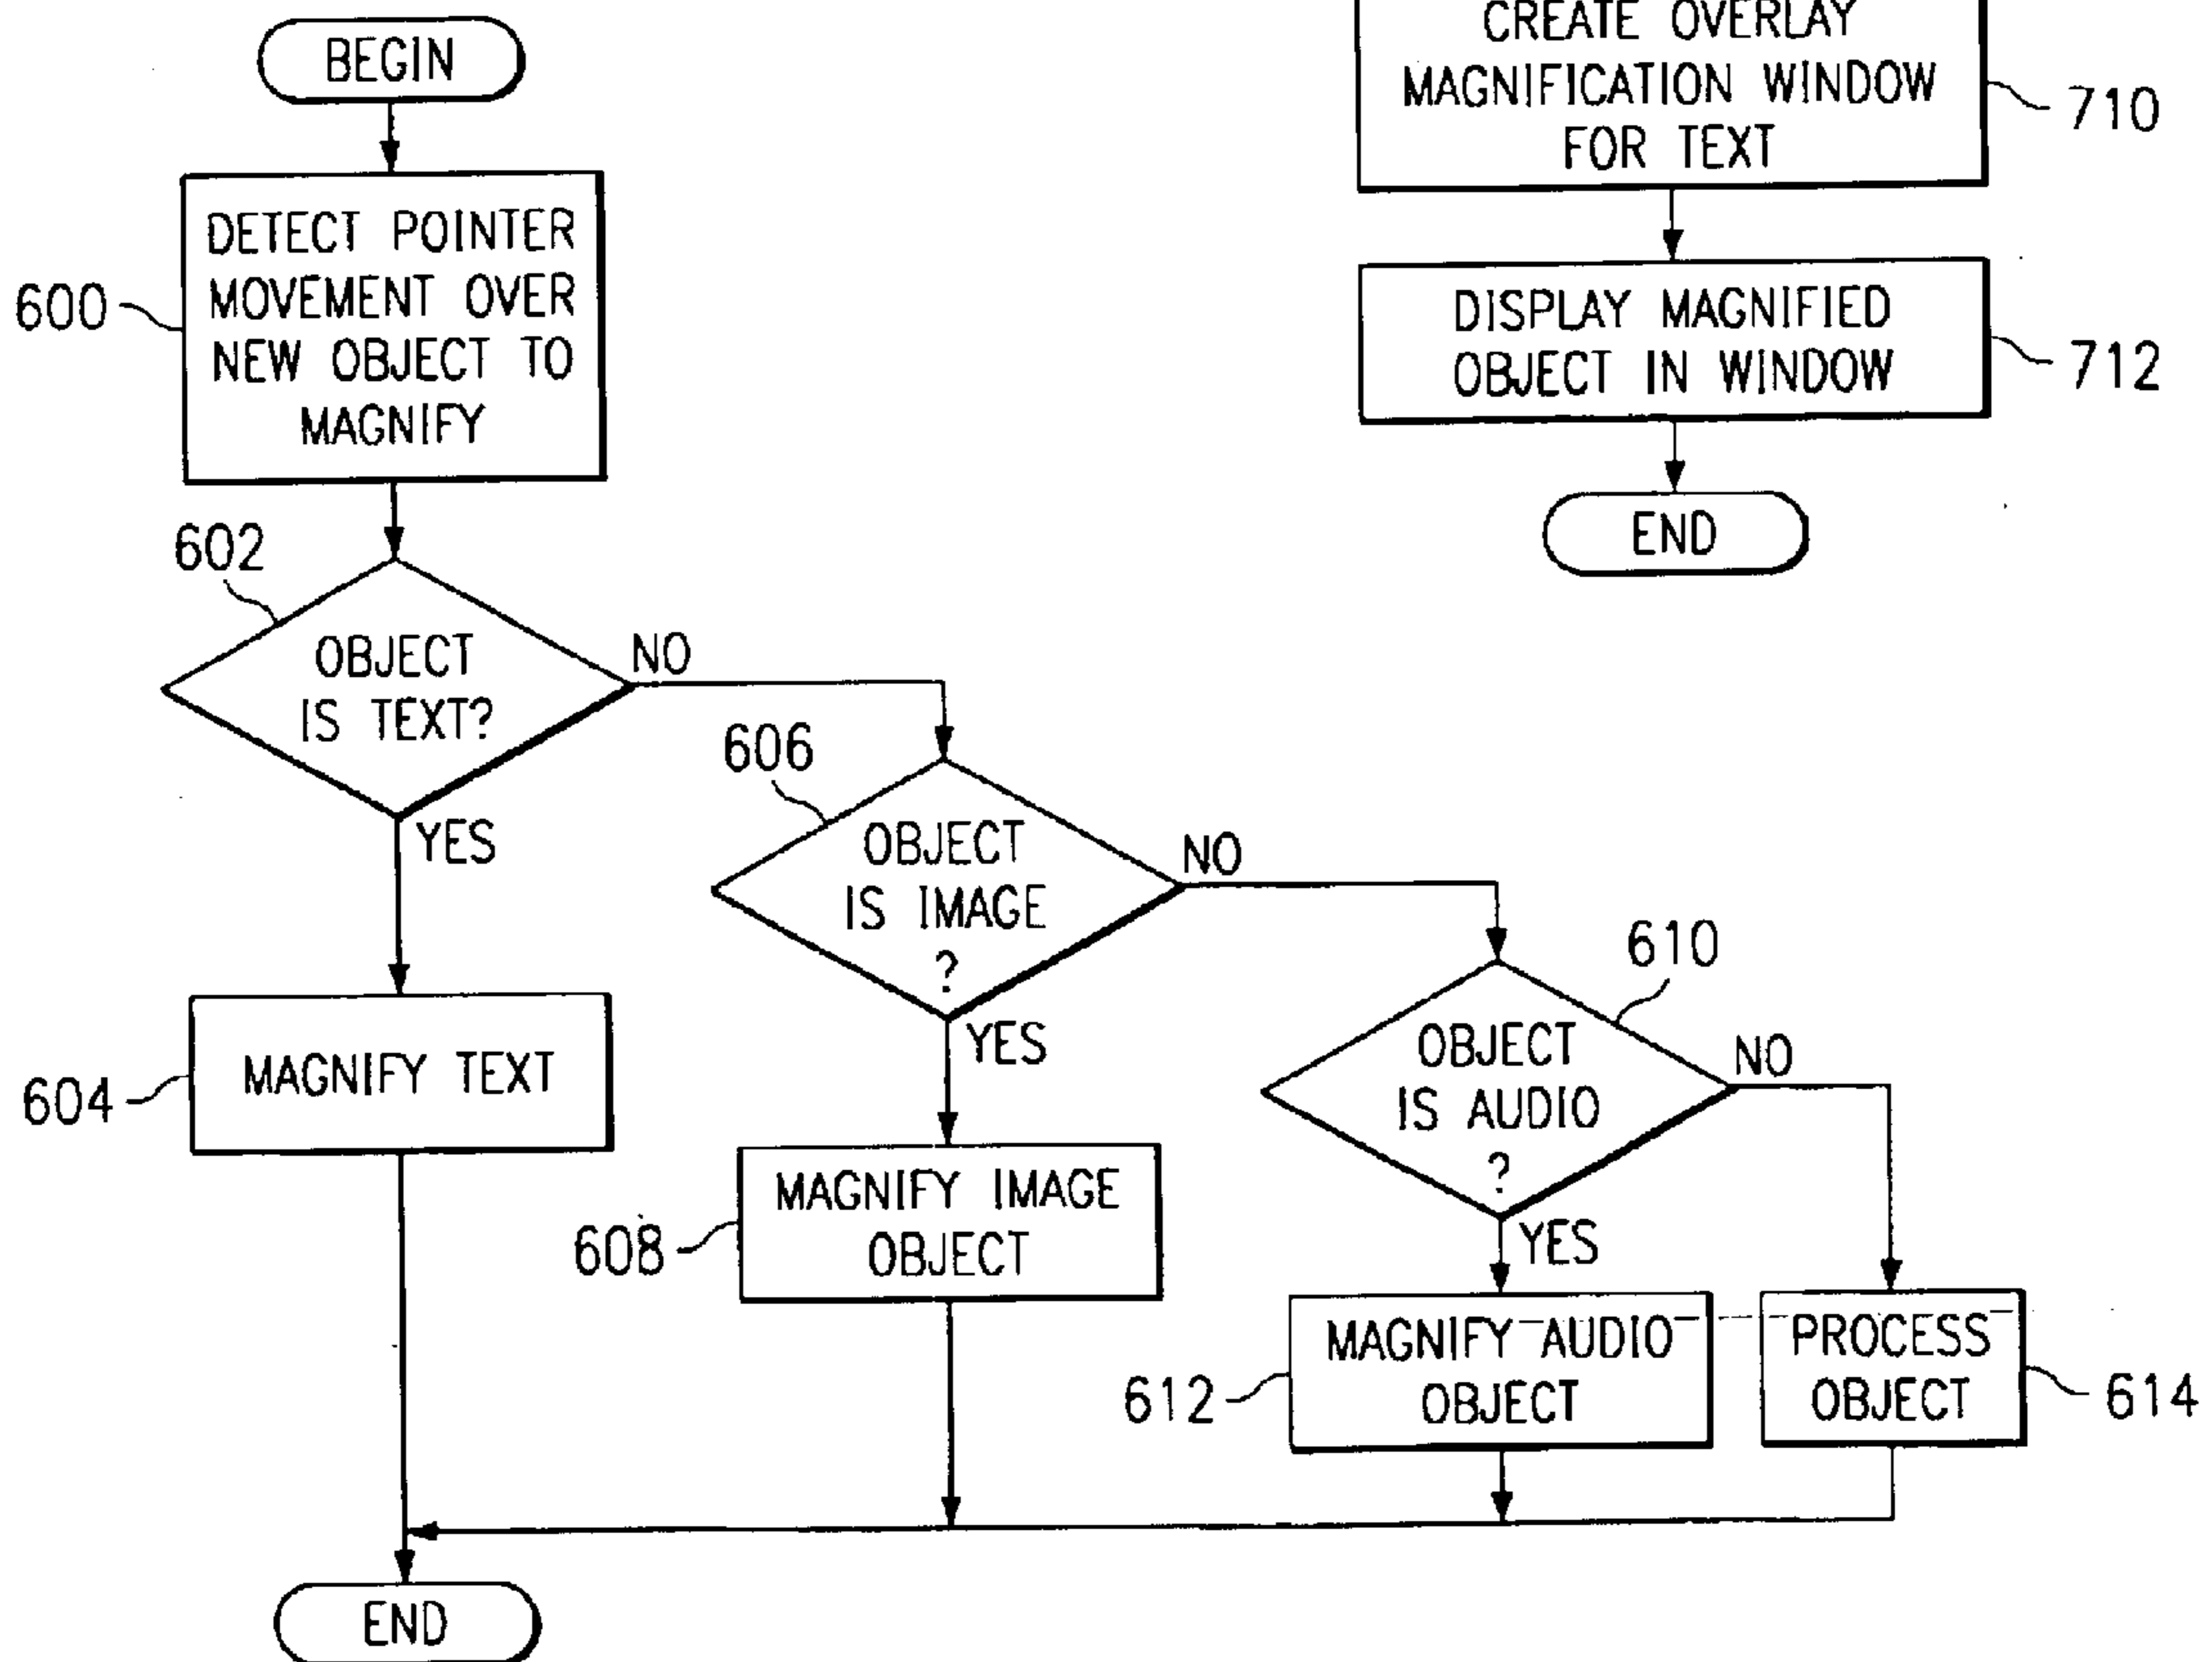 BEGIN
600
DETECT POINTER
MOVEMENT OVER
NEW OBJECT TO
MAGNIFY
602
OBJECT
IS TEXT?
NO
YES
604
MAGNIFY TEXT
606
OBJECT
IS IMAGE
?
NO
YES
608
MAGNIFY IMAGE
OBJECT
610
OBJECT
IS AUDIO
?
NO
YES
612
MAGNIFY AUDIO
OBJECT
PROCESS
OBJECT
614
END
CREATE OVERLAY
MAGNIFICATION WINDOW
FOR TEXT
710
DISPLAY MAGNIFIED
OBJECT IN WINDOW
712
END